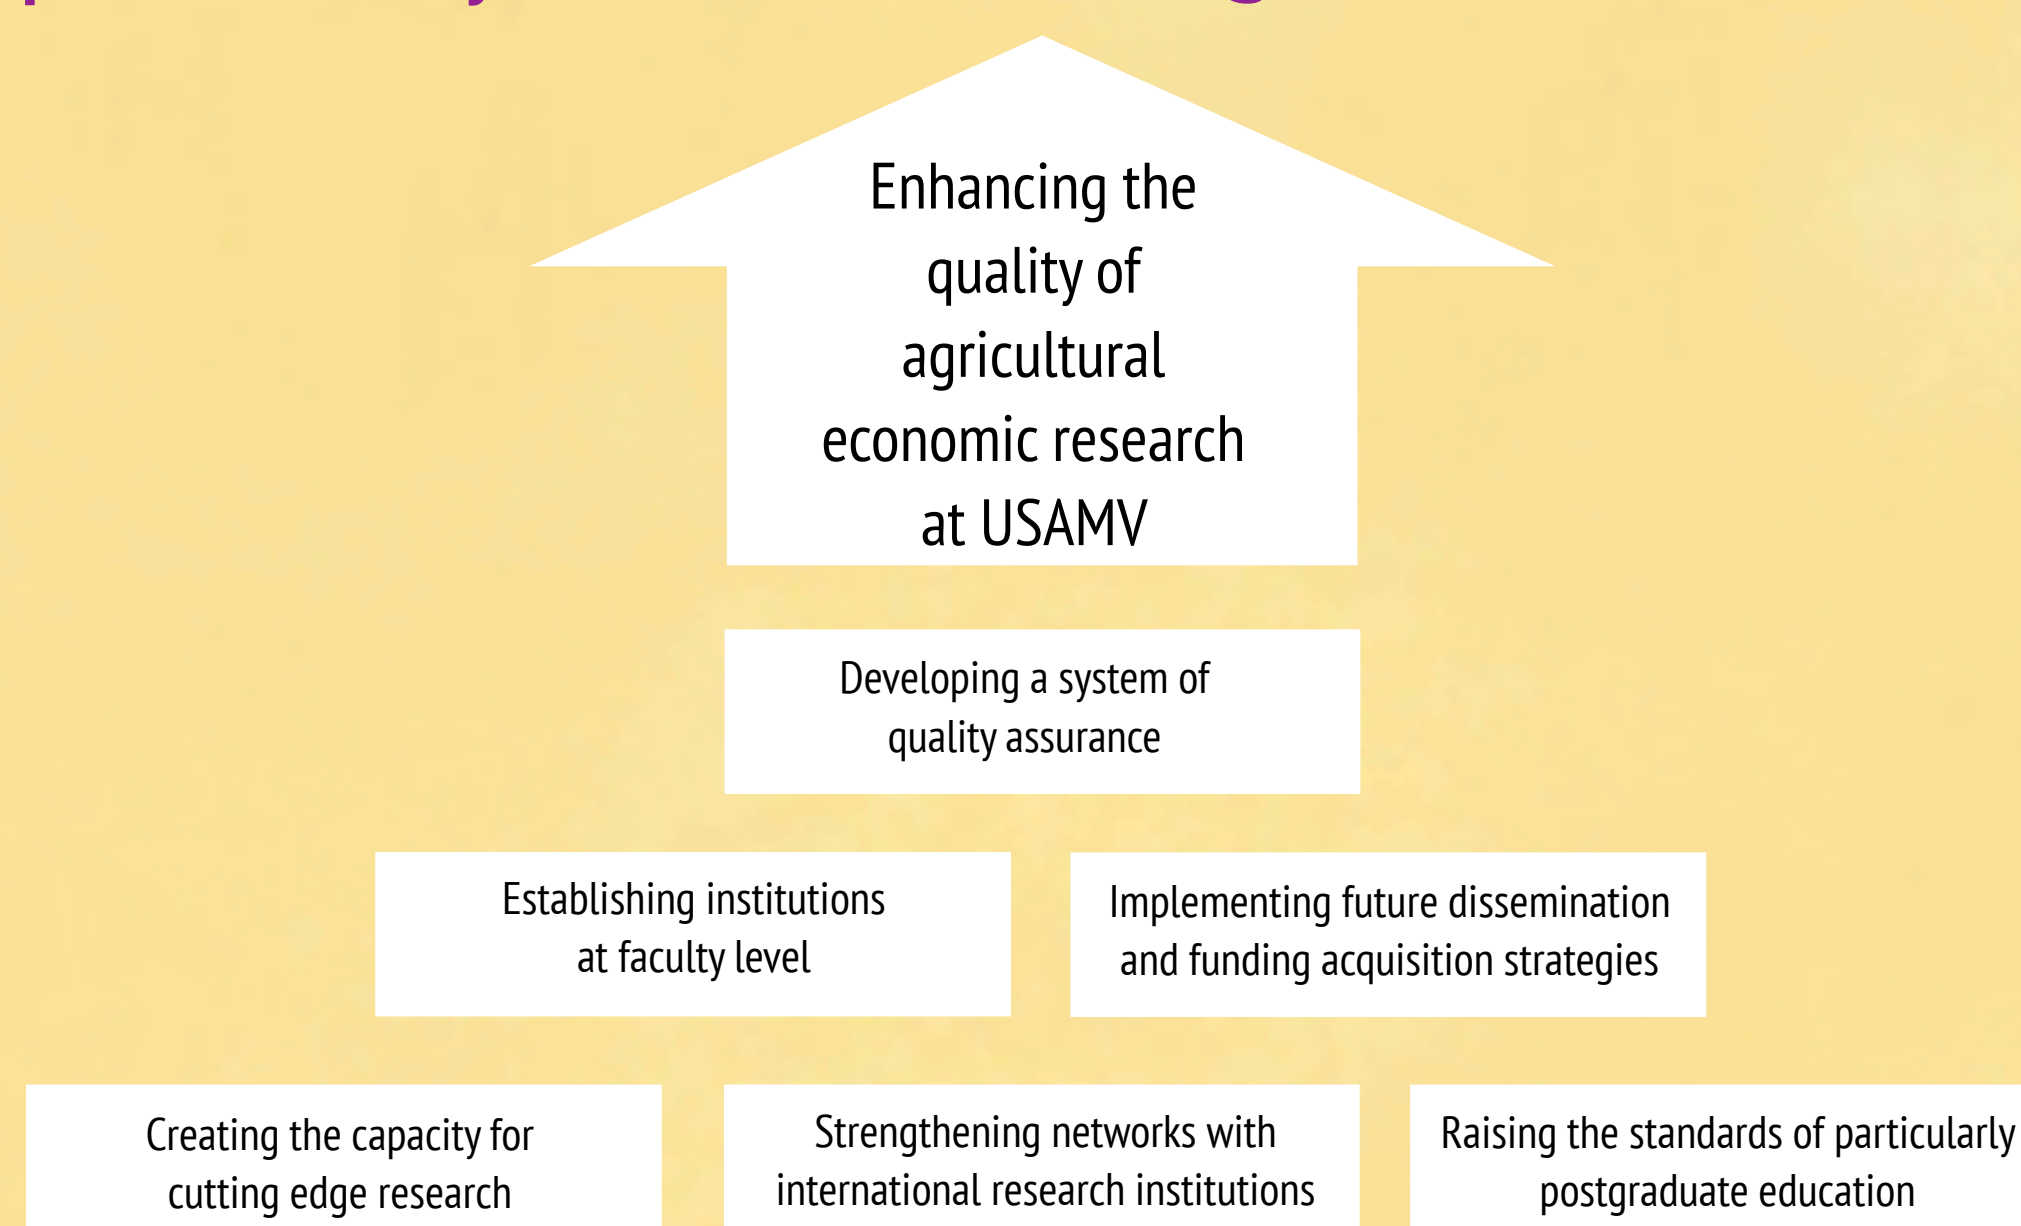 Enhancing the
quality of
agricultural
economic research
at USAMV
Developing a system of
quality assurance
Establishing institutions
at faculty level
Implementing future dissemination
and funding acquisition strategies
Creating the capacity for
cutting edge research
Strengthening networks with
international research institutions
Raising the standards of particularly
postgraduate education